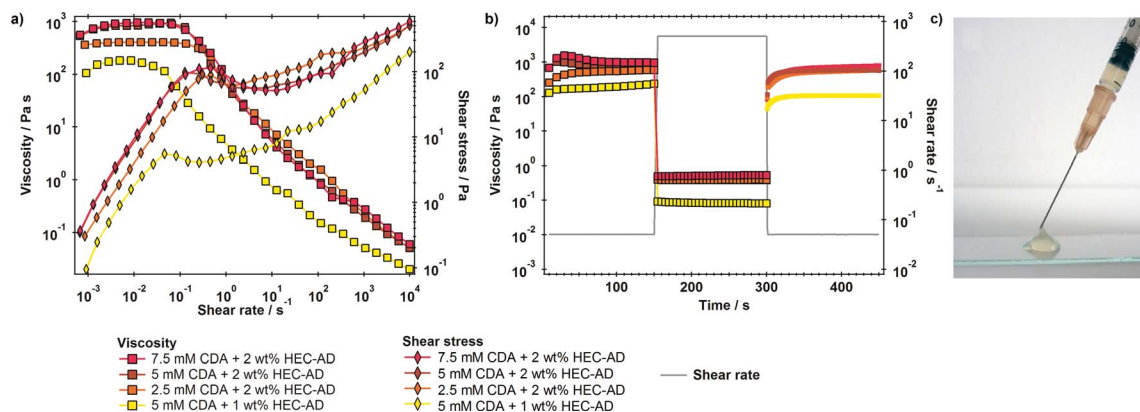 a)
10³
10²
10¹
10⁰
10⁻¹
Viscosity / Pa s
10²
10¹
10⁰
10⁻¹
Shear stress / Pa
10⁻³
10⁻²
10⁻¹
10⁰
10¹
10²
10³
10⁴
Shear rate / s⁻¹
b)
10⁵
10⁴
10³
10²
10¹
10⁰
10⁻¹
10⁻²
10⁻³
Viscosity / Pa s
10³
10²
10¹
10⁰
10⁻¹
10⁻²
Shear rate / s⁻¹
100
200
300
400
Time / s
c)
0
Viscosity
7.5 mM CDA + 2 wt% HEC-AD
5 mM CDA + 2 wt% HEC-AD
2.5 mM CDA + 2 wt% HEC-AD
5 mM CDA + 1 wt% HEC-AD
Shear stress
7.5 mM CDA + 2 wt% HEC-AD
5 mM CDA + 2 wt% HEC-AD
2.5 mM CDA + 2 wt% HEC-AD
5 mM CDA + 1 wt% HEC-AD
Shear rate